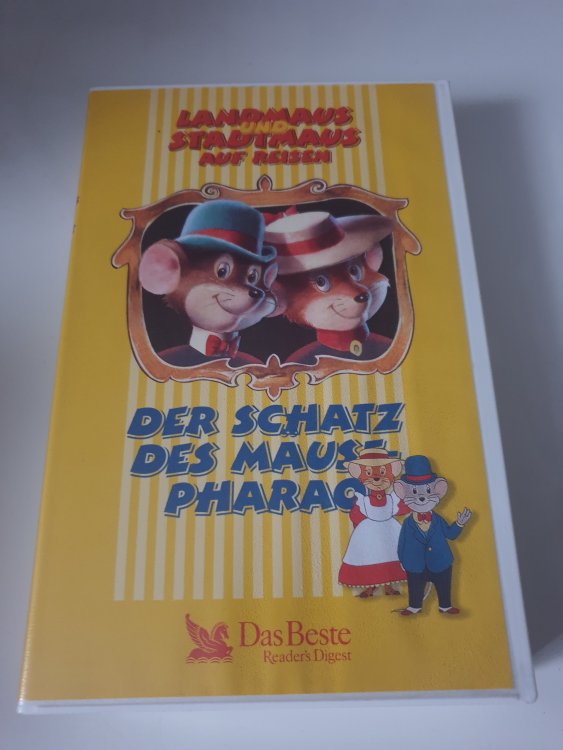 LANDMAUS
UND
STADTMAUS
AUF REISEN
DER SCHATZ
DES MÄUSE-
PHARAO
Das Beste
Reader's Digest